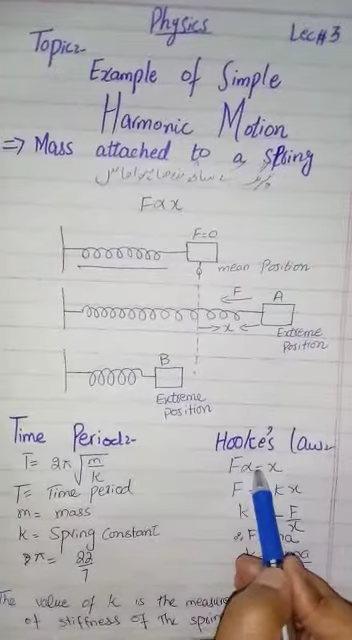 Physics
Lec#3
Topic:-
Example of Simple
Harmonic Motion
=> Mass attached to a spring
F∝x
F=0
mean Position
F
A
x
Extreme
Position
B
Extreme
Position
Time Period:-
T = 2π √m/k
T = Time period
m = mass
k = Spring Constant
π = 22/7
Hooke's Law:-
F∝-x
F kx
k F/x
The value of k is the measure
of stiffness of the spring